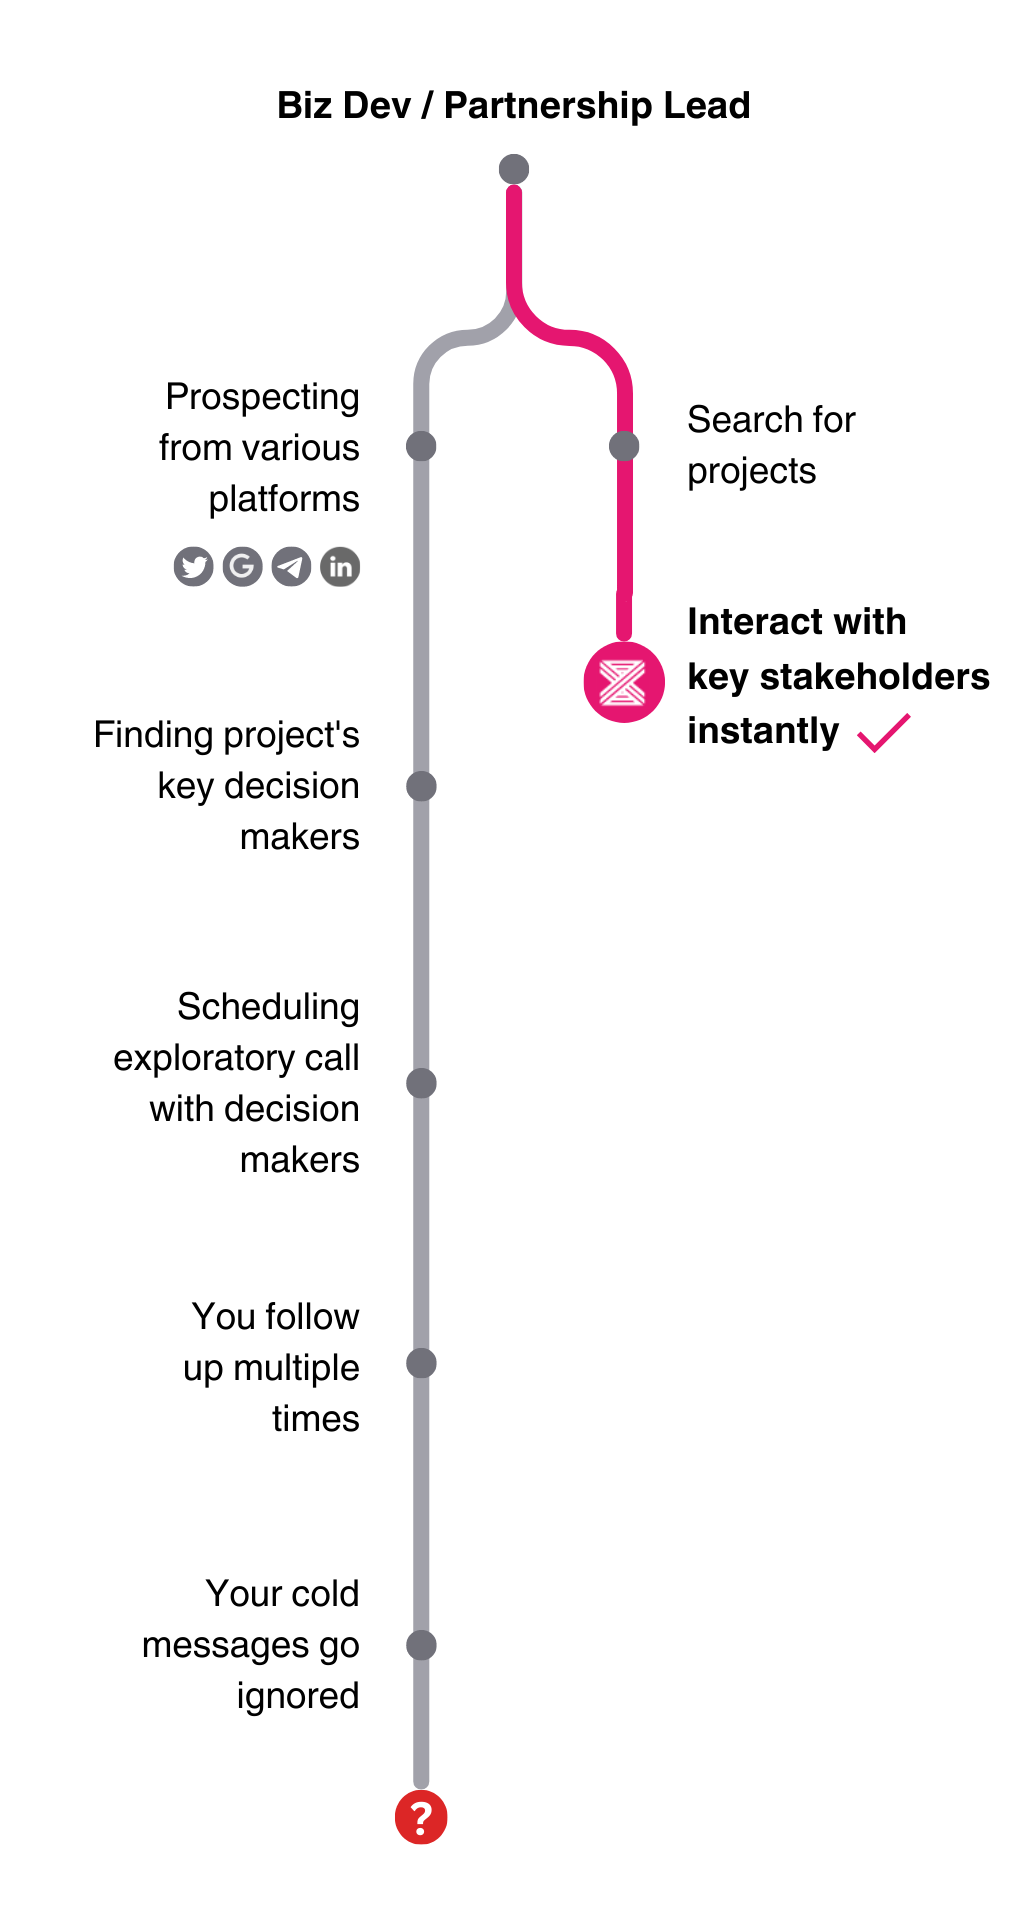 Biz Dev / Partnership Lead
Prospecting
from various
platforms
Search for
projects
in
Interact with
key stakeholders
instantly
Finding project's
key decision
makers
Scheduling
exploratory call
with decision
makers
You follow
up multiple
times
Your cold
messages go
ignored
?